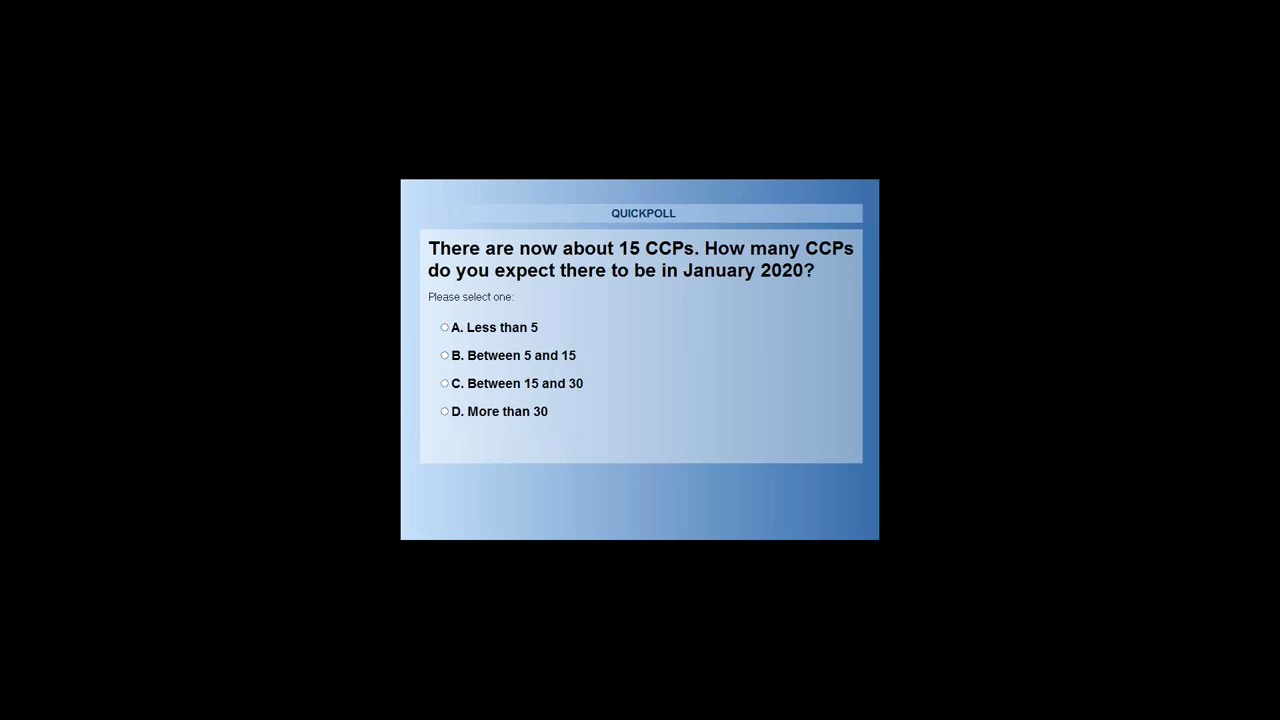 QUICKPOLL
There are now about 15 CCPs. How many CCPs
do you expect there to be in January 2020?
Please select one:
A. Less than 5
B. Between 5 and 15
C. Between 15 and 30
D. More than 30